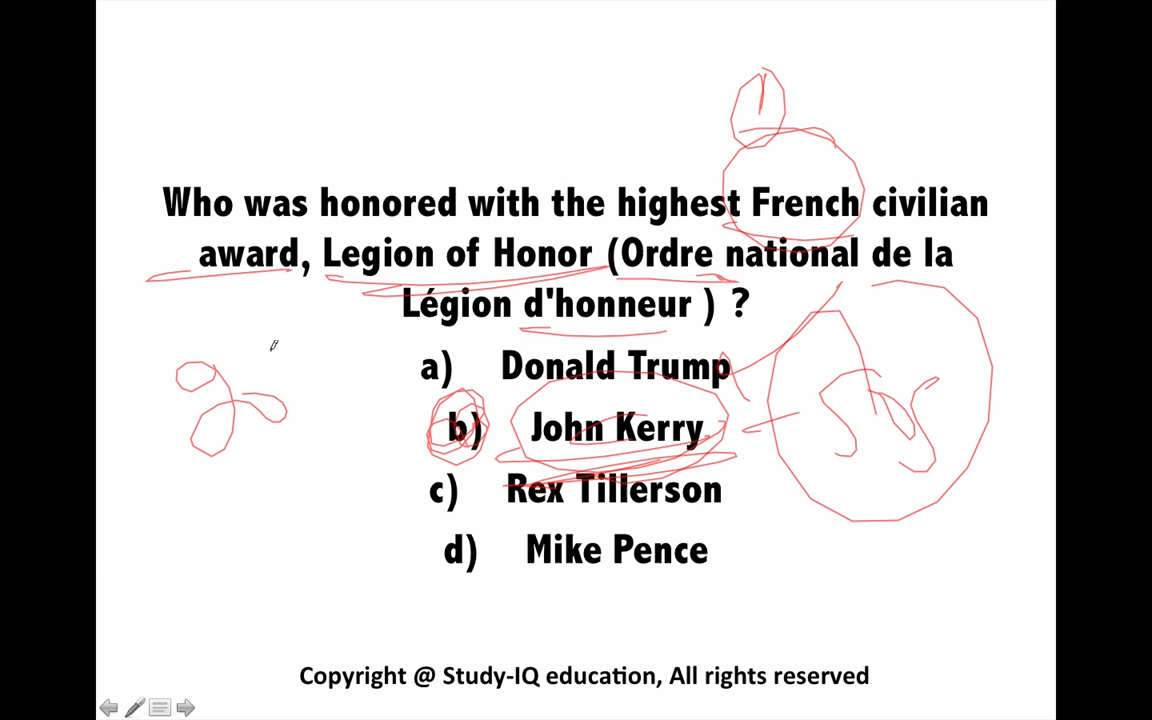 Who was honored with the highest French civilian
award, Legion of Honor (Ordre national de la
Légion d'honneur ) ?
a) Donald Trump
b) John Kerry
c) Rex Tillerson
d) Mike Pence
Copyright @ Study-IQ education, All rights reserved